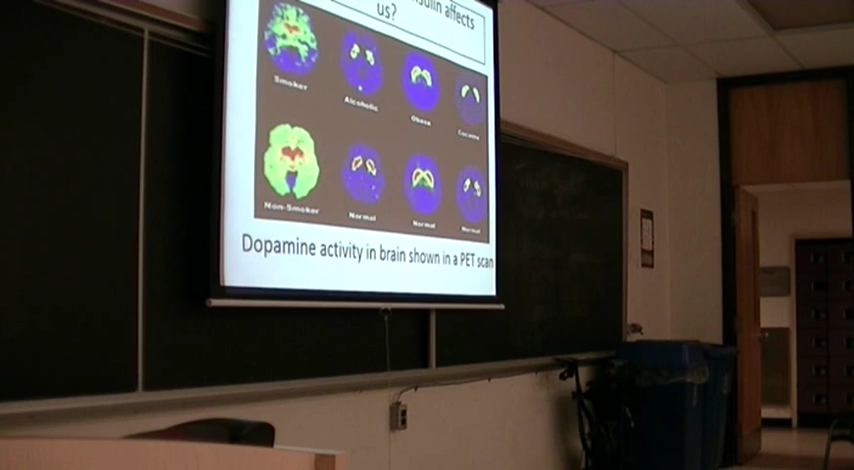 affects
us?
Smoker
Alcoholic
Obese
Cocaine
Non-Smoker
Normal
Normal
Normal
Dopamine activity in brain shown in a PET scan